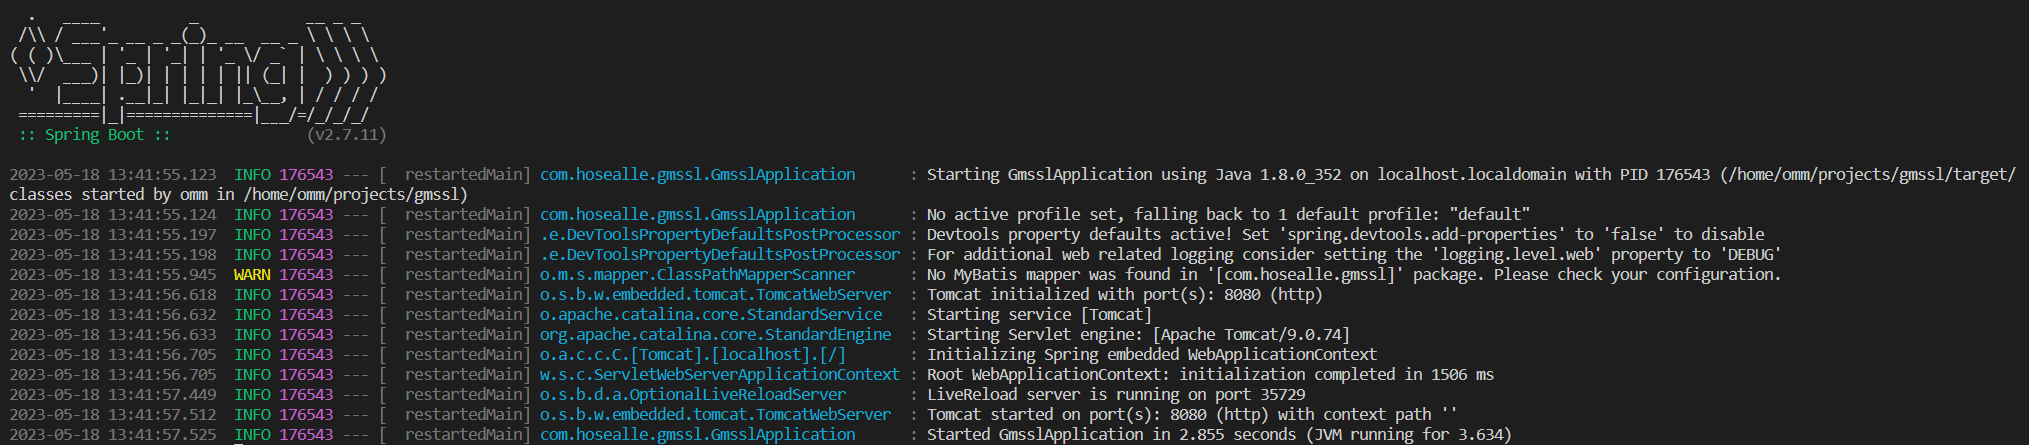 .   ____          _            __ _ _
 /\\ / ___'_ __ _ _(_)_ __  __ _ \ \ \ \
( ( )\___ | '_ | '_| | '_ \/ _` | \ \ \ \
 \\/  ___)| |_)| | | | | || (_| |  ) ) ) )
  '  |____| .__|_| |_|_| |_\__, | / / / /
 =========|_|==============|___/=/_/_/_/
 :: Spring Boot ::               (v2.7.11)
2023-05-18 13:41:55.123  INFO 176543 --- [  restartedMain] com.hosealle.gmssl.GmsslApplication      : Starting GmsslApplication using Java 1.8.0_352 on localhost.localdomain with PID 176543 (/home/omm/projects/gmssl/target/
classes started by omm in /home/omm/projects/gmssl)
2023-05-18 13:41:55.124  INFO 176543 --- [  restartedMain] com.hosealle.gmssl.GmsslApplication      : No active profile set, falling back to 1 default profile: "default"
2023-05-18 13:41:55.197  INFO 176543 --- [  restartedMain] .e.DevToolsPropertyDefaultsPostProcessor : Devtools property defaults active! Set 'spring.devtools.add-properties' to 'false' to disable
2023-05-18 13:41:55.198  INFO 176543 --- [  restartedMain] .e.DevToolsPropertyDefaultsPostProcessor : For additional web related logging consider setting the 'logging.level.web' property to 'DEBUG'
2023-05-18 13:41:55.945  WARN 176543 --- [  restartedMain] o.m.s.mapper.ClassPathMapperScanner      : No MyBatis mapper was found in '[com.hosealle.gmssl]' package. Please check your configuration.
2023-05-18 13:41:56.618  INFO 176543 --- [  restartedMain] o.s.b.w.embedded.tomcat.TomcatWebServer  : Tomcat initialized with port(s): 8080 (http)
2023-05-18 13:41:56.632  INFO 176543 --- [  restartedMain] o.apache.catalina.core.StandardService   : Starting service [Tomcat]
2023-05-18 13:41:56.633  INFO 176543 --- [  restartedMain] org.apache.catalina.core.StandardEngine  : Starting Servlet engine: [Apache Tomcat/9.0.74]
2023-05-18 13:41:56.705  INFO 176543 --- [  restartedMain] o.a.c.c.C.[Tomcat].[localhost].[/]       : Initializing Spring embedded WebApplicationContext
2023-05-18 13:41:56.705  INFO 176543 --- [  restartedMain] w.s.c.ServletWebServerApplicationContext : Root WebApplicationContext: initialization completed in 1506 ms
2023-05-18 13:41:57.449  INFO 176543 --- [  restartedMain] o.s.b.d.a.OptionalLiveReloadServer       : LiveReload server is running on port 35729
2023-05-18 13:41:57.512  INFO 176543 --- [  restartedMain] o.s.b.w.embedded.tomcat.TomcatWebServer  : Tomcat started on port(s): 8080 (http) with context path ''
2023-05-18 13:41:57.525  INFO 176543 --- [  restartedMain] com.hosealle.gmssl.GmsslApplication      : Started GmsslApplication in 2.855 seconds (JVM running for 3.634)